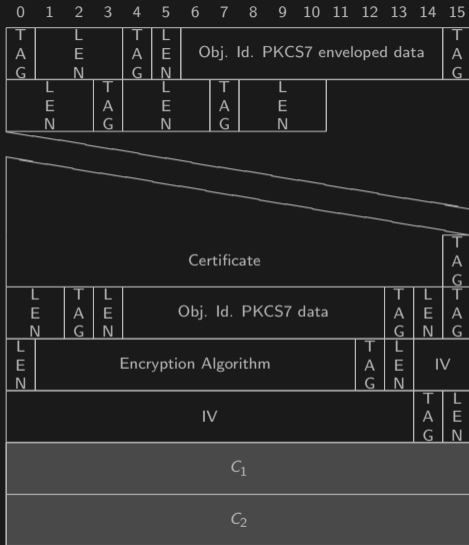 0 1 2 3 4 5 6 7 8 9 10 11 12 13 14 15
TAG LEN TAG LEN Obj. Id. PKCS7 enveloped data TAG
LEN TAG LEN TAG LEN
Certificate TAG
LEN TAG LEN Obj. Id. PKCS7 data TAG LEN TAG
LEN Encryption Algorithm TAG LEN IV
IV TAG LEN
C₁
C₂